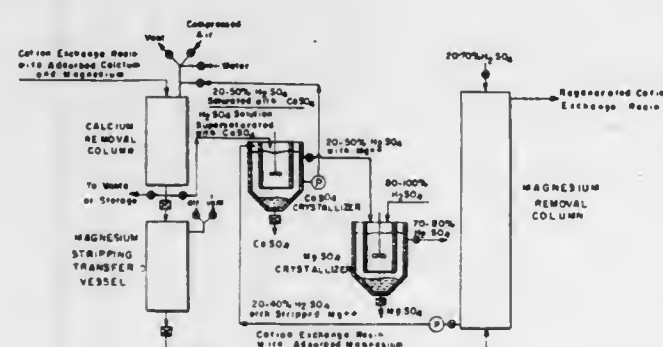 Compressed
Air
Vent
Water
Cation Exchange Resin
with Adsorbed Calcium
and Magnesium
20-50% H2SO4
Saturated with CaSO4
H2SO4 Solution
Supersaturated
with CaSO4
CALCIUM
REMOVAL
COLUMN
20-50% H2SO4
with Mg++
20-70% H2SO4
Regenerated Cation
Exchange Resin
To Waste
or Storage
air
vent
P
CaSO4
CRYSTALLIZER
CaSO4
80-100%
H2SO4
70-80%
H2SO4
MAGNESIUM
REMOVAL
COLUMN
MAGNESIUM
STRIPPING
TRANSFER
VESSEL
MgSO4
CRYSTALLIZER
MgSO4
20-40% H2SO4
with Stripped Mg++
P
Cation Exchange Resin
With Adsorbed Magnesium